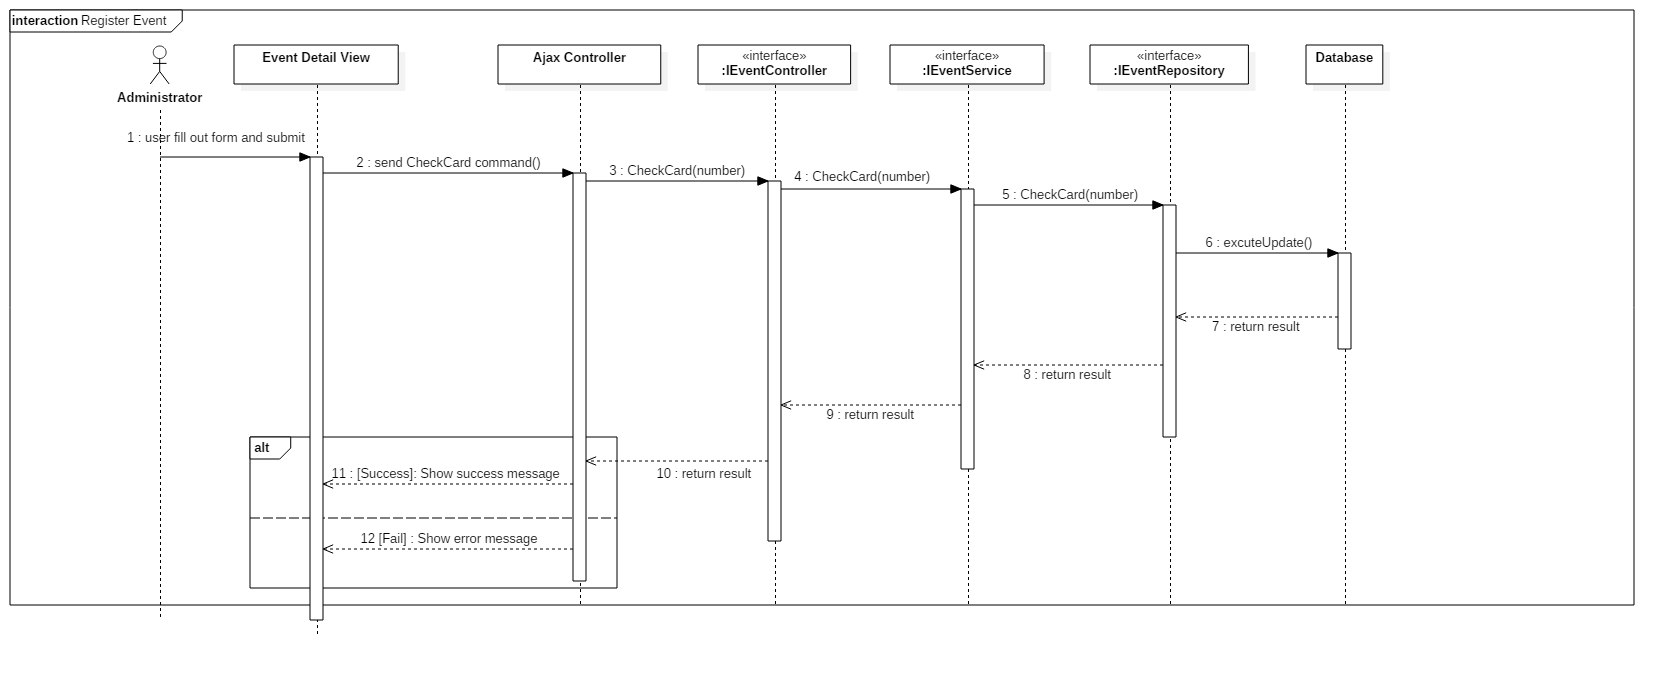 interaction Register Event
Administrator
Event Detail View
Ajax Controller
«interface»
:IEventController
«interface»
:IEventService
«interface»
:IEventRepository
Database
1 : user fill out form and submit
2 : send CheckCard command()
3 : CheckCard(number)
4 : CheckCard(number)
5 : CheckCard(number)
6 : excuteUpdate()
7 : return result
8 : return result
9 : return result
alt
10 : return result
11 : [Success]: Show success message
12 [Fail] : Show error message